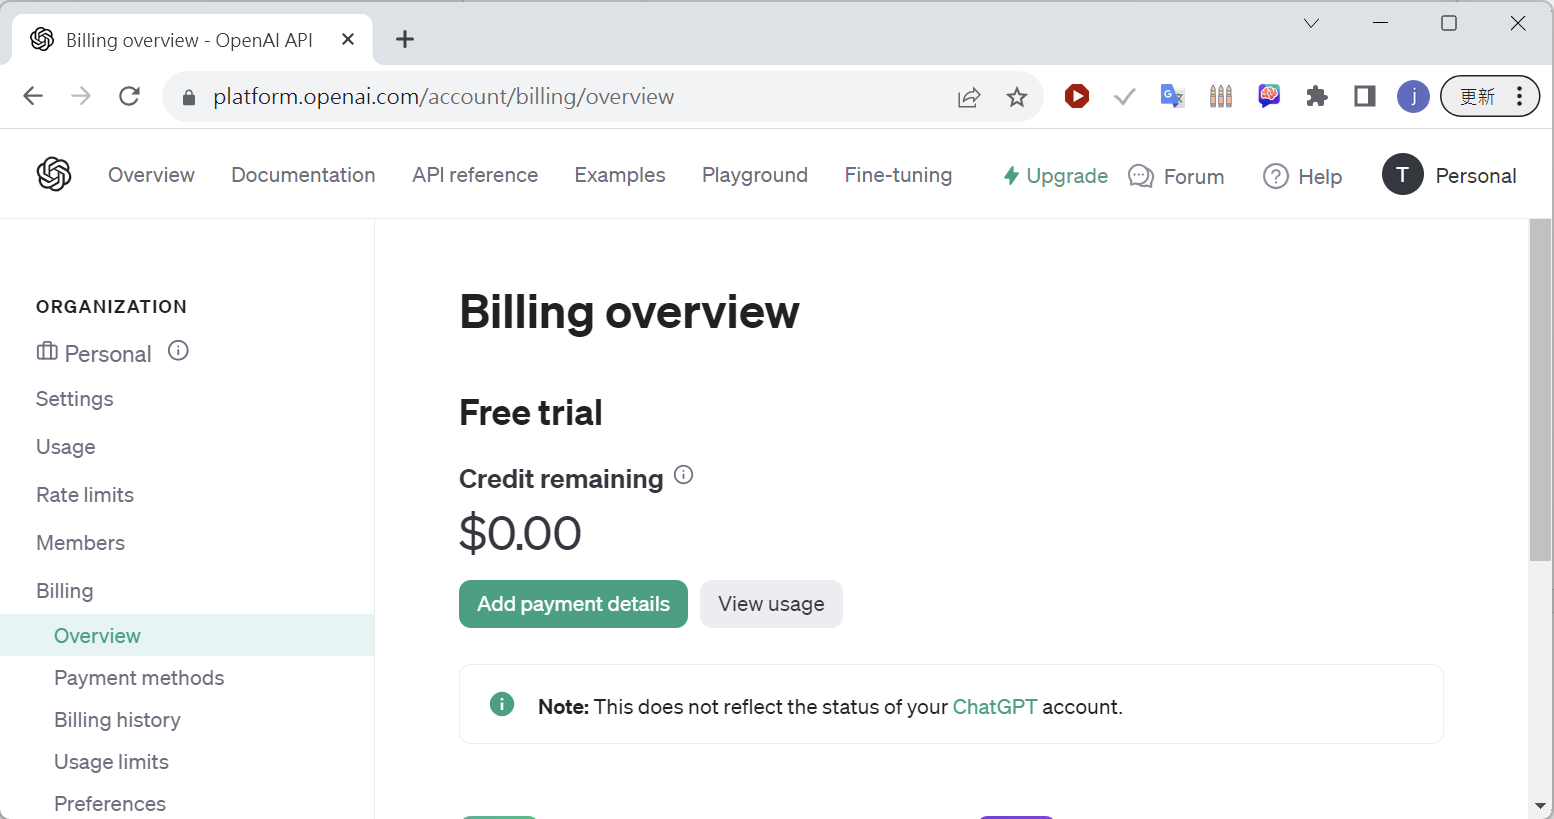 Billing overview - OpenAI API
platform.openai.com/account/billing/overview
j
更新
Overview
Documentation
API reference
Examples
Playground
Fine-tuning
Upgrade
Forum
Help
T
Personal
ORGANIZATION
Personal
Settings
Usage
Rate limits
Members
Billing
Overview
Payment methods
Billing history
Usage limits
Preferences
Billing overview
Free trial
Credit remaining
$0.00
Add payment details
View usage
Note: This does not reflect the status of your ChatGPT account.